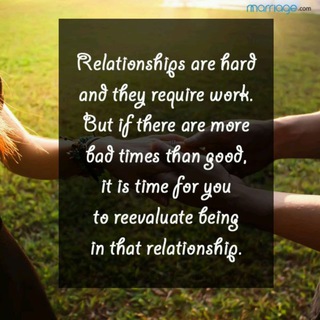 marriage.com
Relationships are hard
and they require work.
But if there are more
bad times than good,
it is time for you
to reevaluate being
in that relationship.